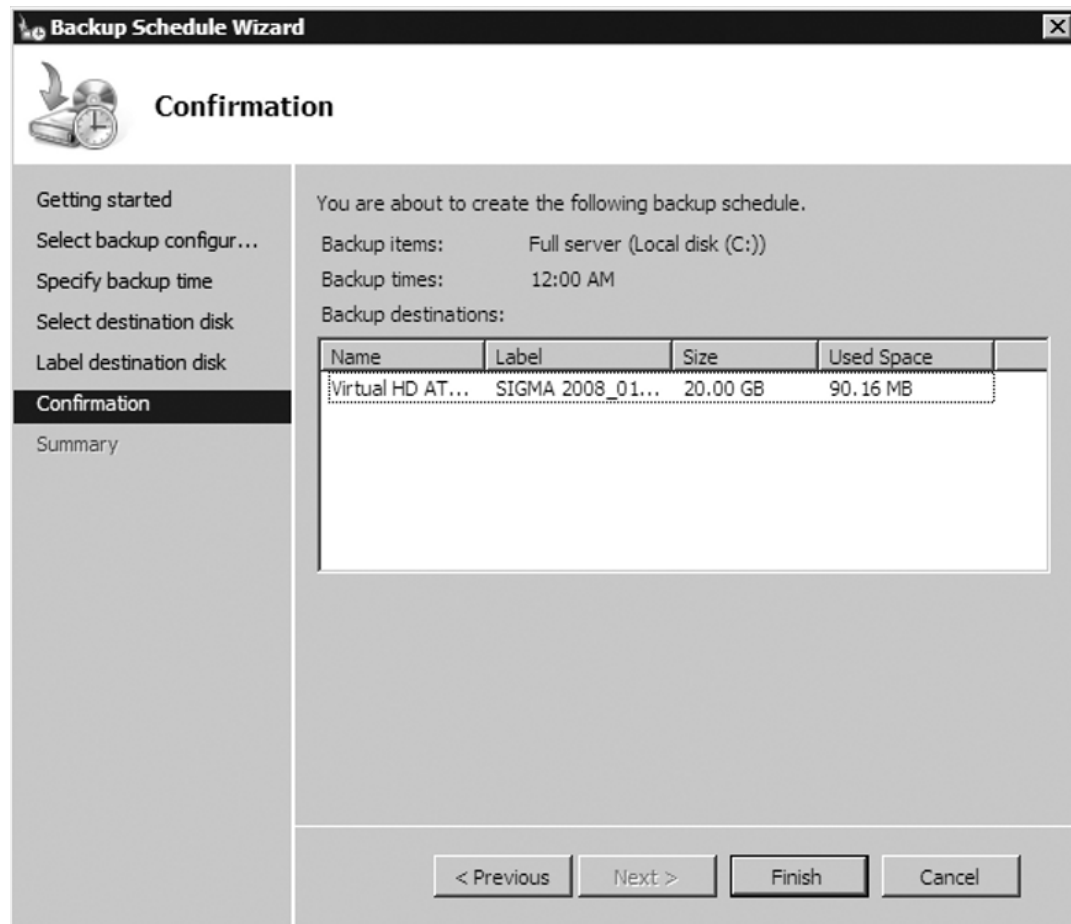 Backup Schedule Wizard
Confirmation
Getting started
Select backup configur...
Specify backup time
Select destination disk
Label destination disk
Confirmation
Summary
You are about to create the following backup schedule.
Backup items: Full server (Local disk (C:))
Backup times: 12:00 AM
Backup destinations:
Name Label Size Used Space
Virtual HD AT... SIGMA 2008_01... 20.00 GB 90.16 MB
< Previous Next > Finish Cancel